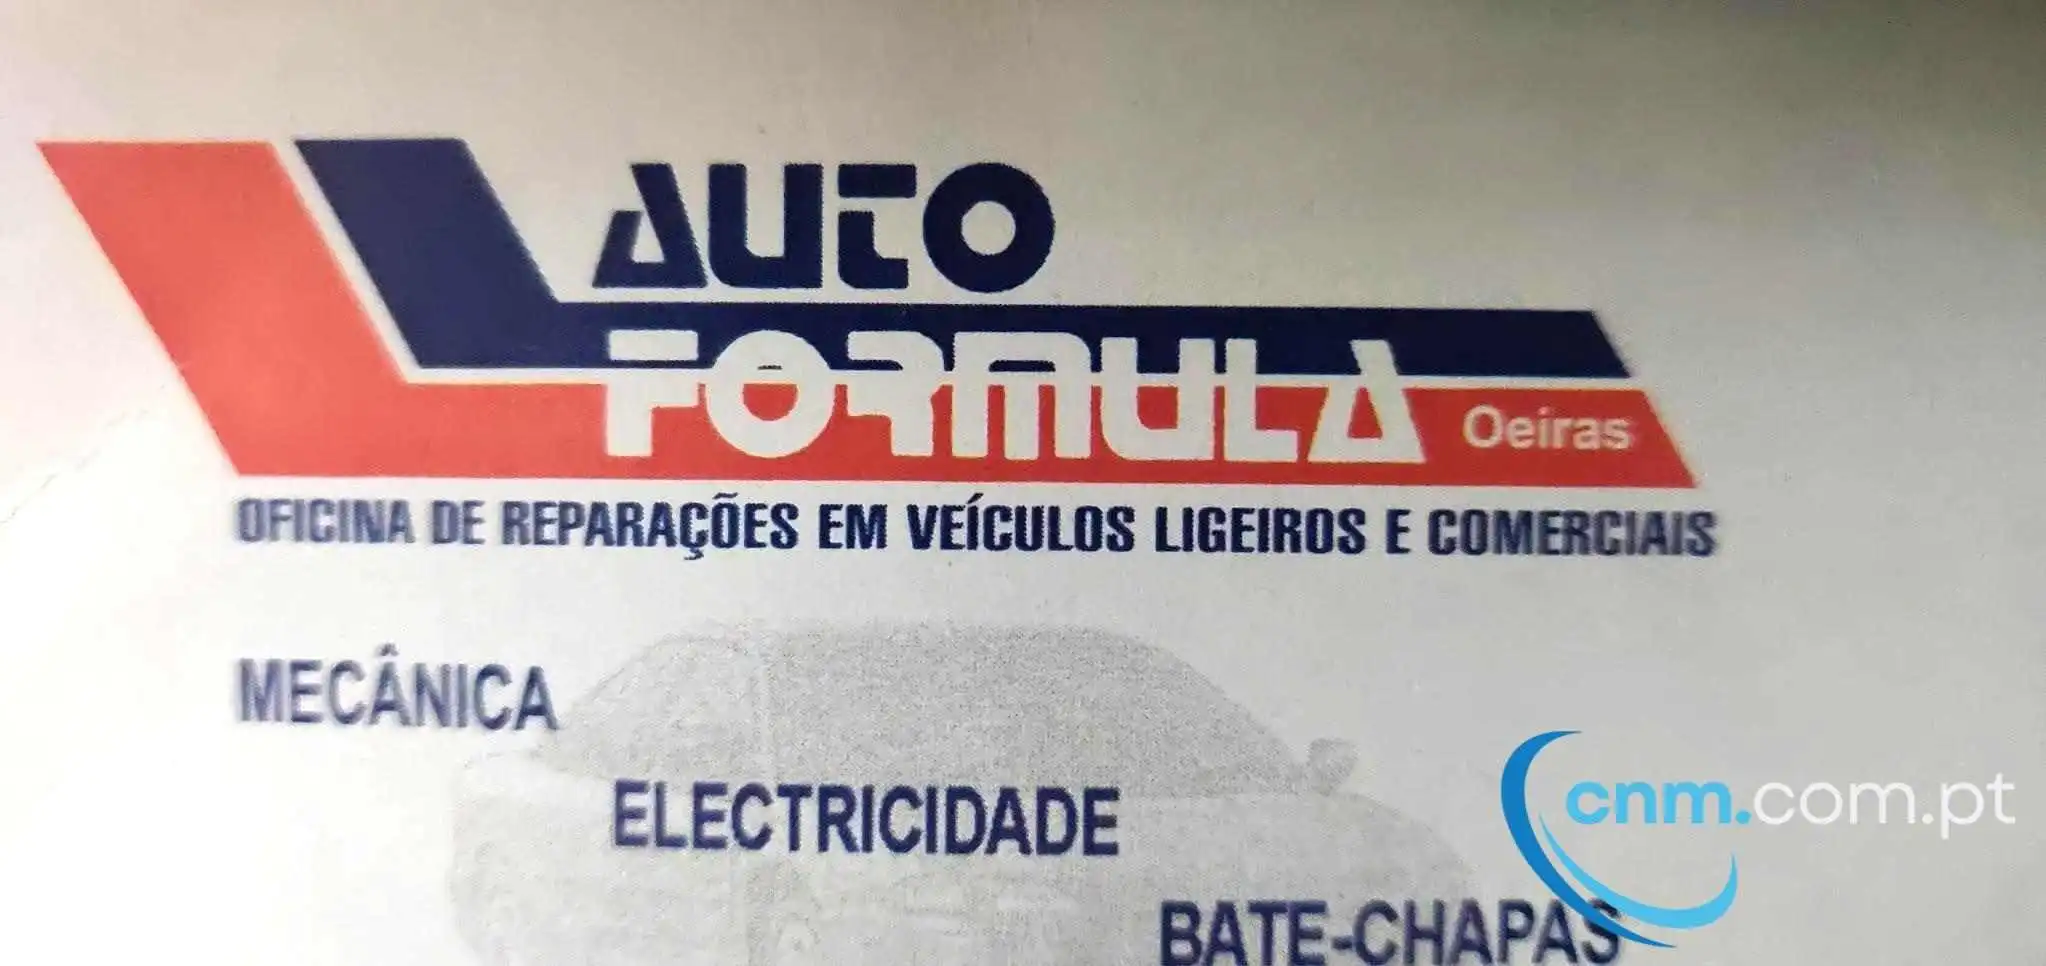 AUTO
FORMULA
Oeiras
OFICINA DE REPARAÇÕES EM VEÍCULOS LIGEIROS E COMERCIAIS
MECÂNICA
ELECTRICIDADE
cnm.com.pt
BATE-CHAPAS